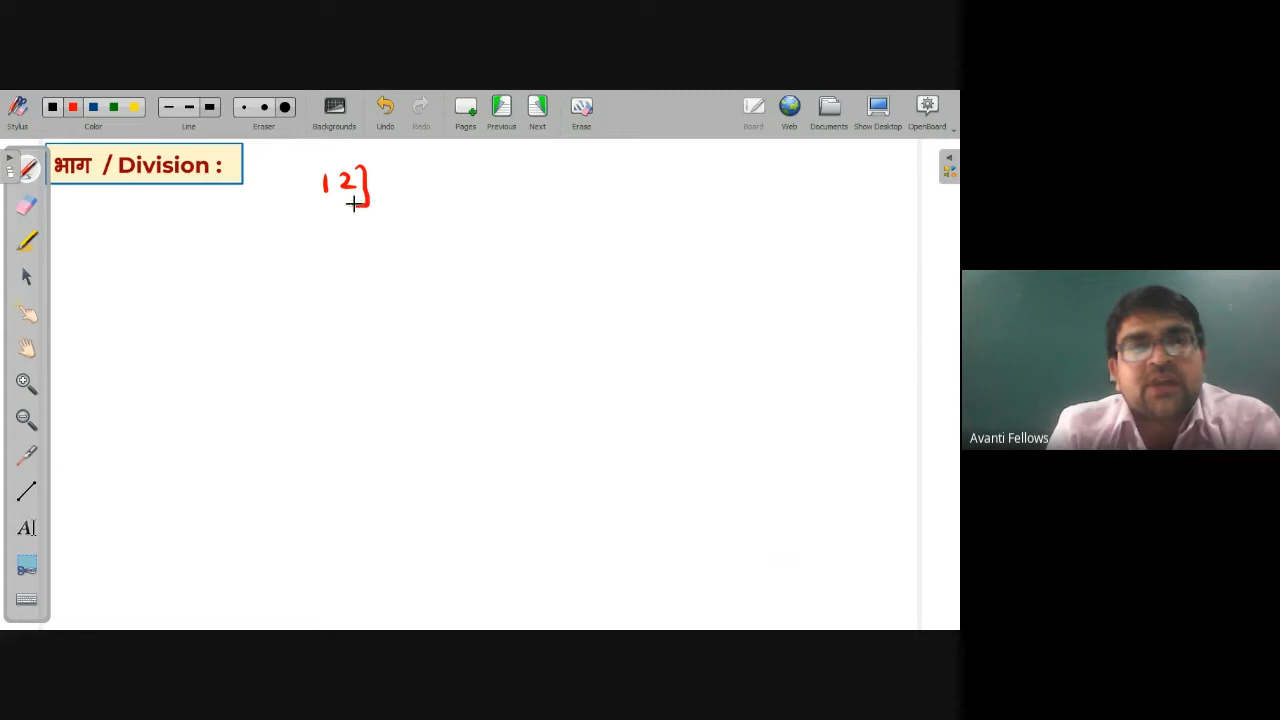 Stylus
Color
Line
Eraser
Backgrounds
Undo
Redo
Pages
Previous
Next
Erase
Board
Web
Documents
Show Desktop
OpenBoard
भाग / Division :
12]
A
Avanti Fellows